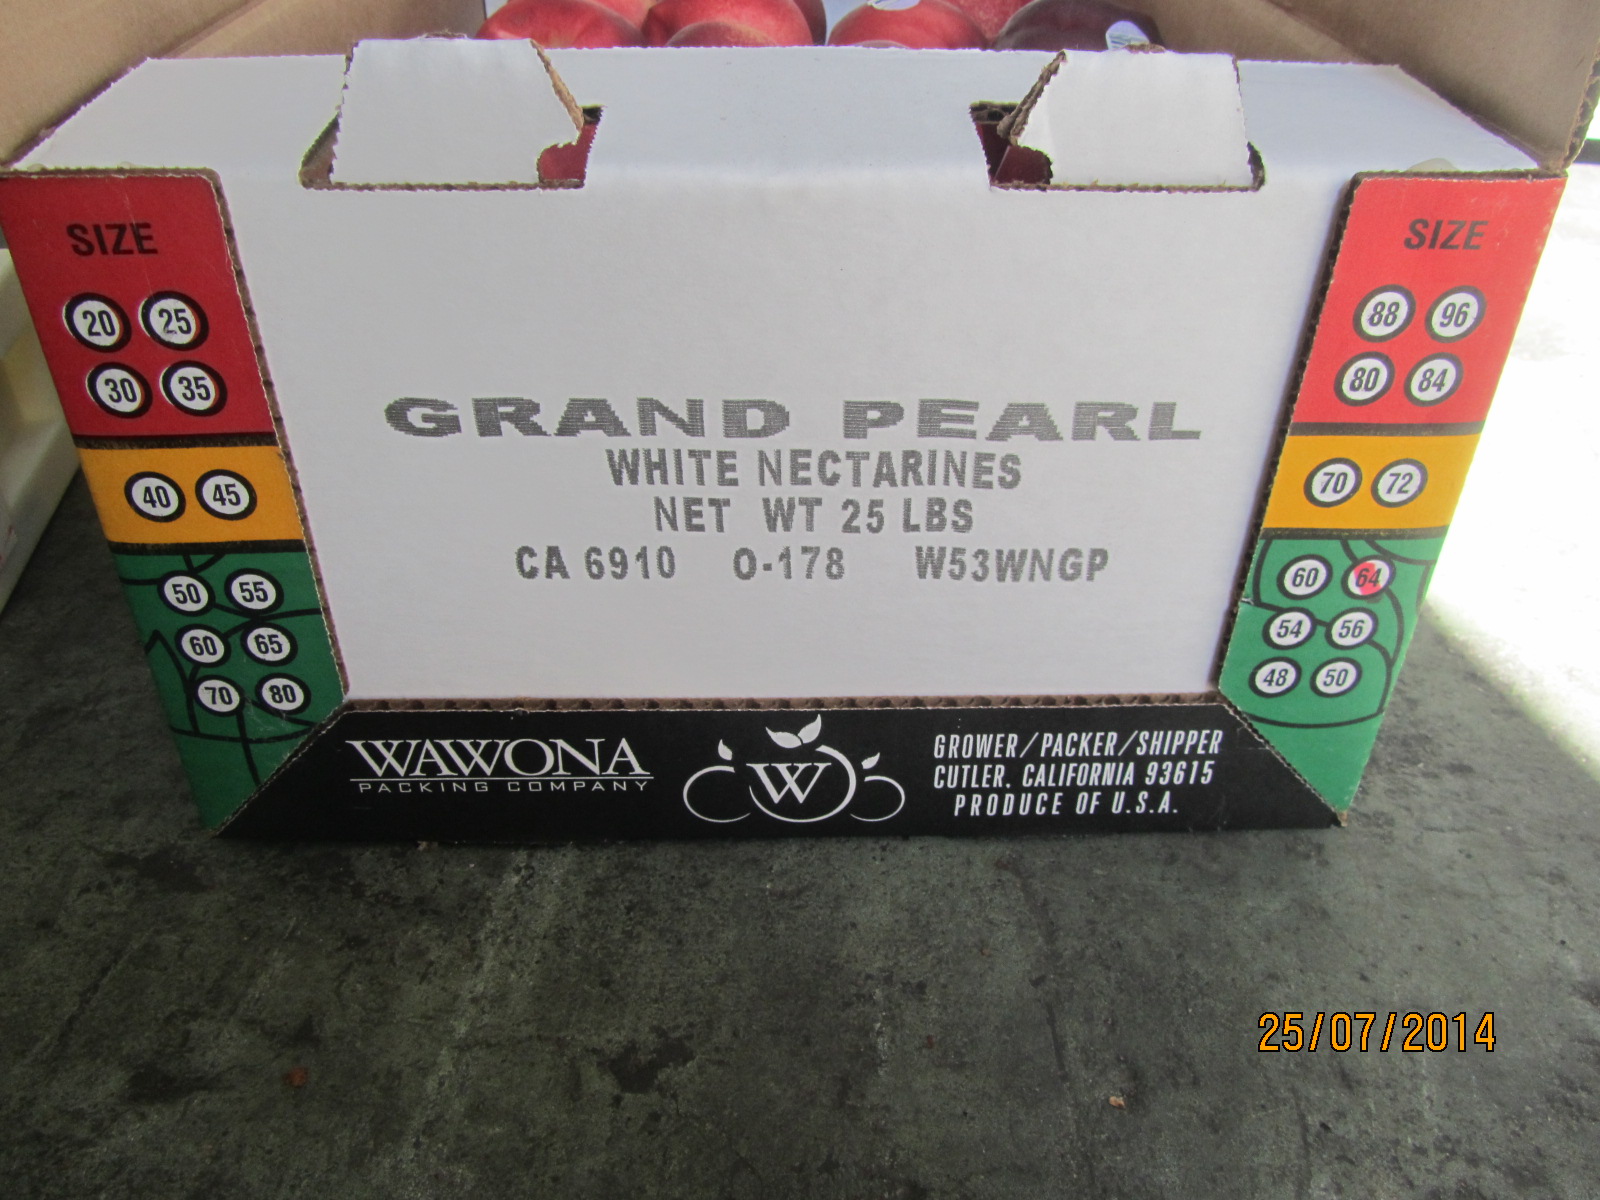 SIZE
20 25
30 35
40 45
50 55
60 65
70 80
GRAND PEARL
WHITE NECTARINES
NET WT 25 LBS
CA 6910 O-178 W53WNGP
SIZE
88 96
80 84
70 72
60 64
54 56
48 50
WAWONA
PACKING COMPANY
W
GROWER/PACKER/SHIPPER
CUTLER, CALIFORNIA 93615
PRODUCE OF U.S.A.
25/07/2014